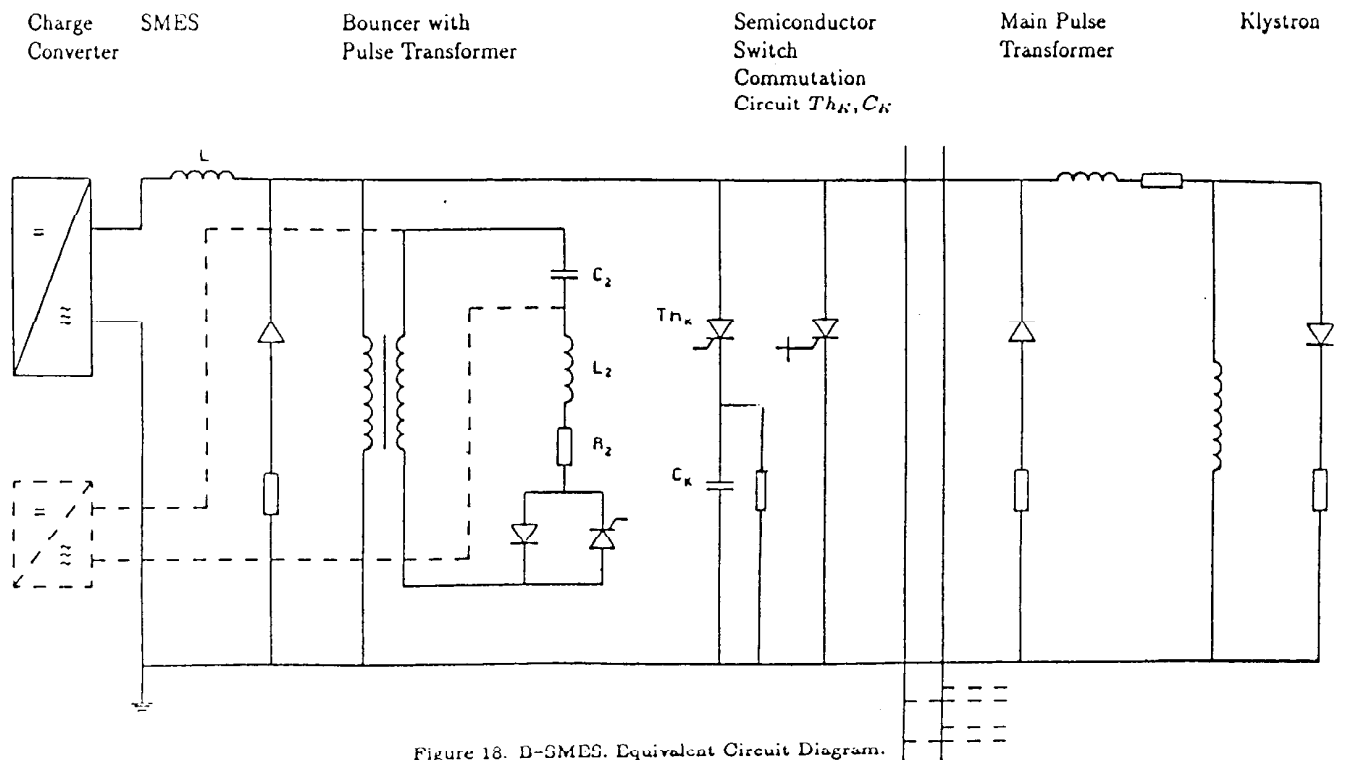 Charge
Converter
SMES
Bouncer with
Pulse Transformer
Semiconductor
Switch
Commutation
Circuit Th_K, C_K
Main Pulse
Transformer
Klystron
L
=
≈
C₂
L₂
R₂
Th_K
C_K
=
≈
Figure 18. B-SMES. Equivalent Circuit Diagram.